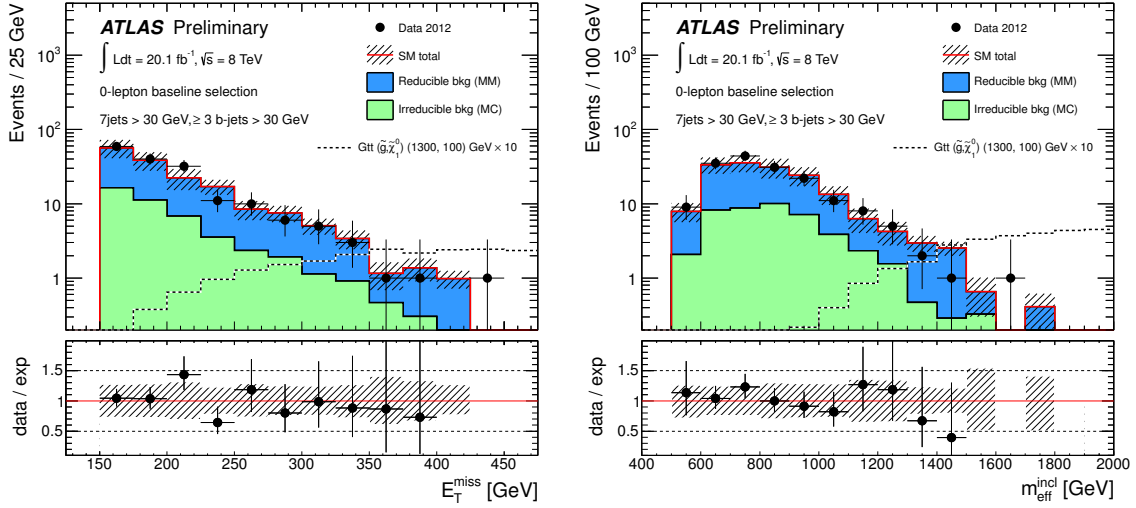 ATLAS Preliminary
∫ Ldt = 20.1 fb⁻¹, √s = 8 TeV
0-lepton baseline selection
7jets > 30 GeV, ≥ 3 b-jets > 30 GeV
Data 2012
SM total
Reducible bkg (MM)
Irreducible bkg (MC)
Gtt (g̃,χ̃₁⁰) (1300, 100) GeV × 10
Events / 25 GeV
10³
10²
10
1
data / exp
1.5
1
0.5
150 200 250 300 350 400 450
E_T^miss [GeV]
ATLAS Preliminary
∫ Ldt = 20.1 fb⁻¹, √s = 8 TeV
0-lepton baseline selection
7jets > 30 GeV, ≥ 3 b-jets > 30 GeV
Data 2012
SM total
Reducible bkg (MM)
Irreducible bkg (MC)
Gtt (g̃,χ̃₁⁰) (1300, 100) GeV × 10
Events / 100 GeV
10³
10²
10
1
data / exp
1.5
1
0.5
400 600 800 1000 1200 1400 1600 1800 2000
m_eff^incl [GeV]